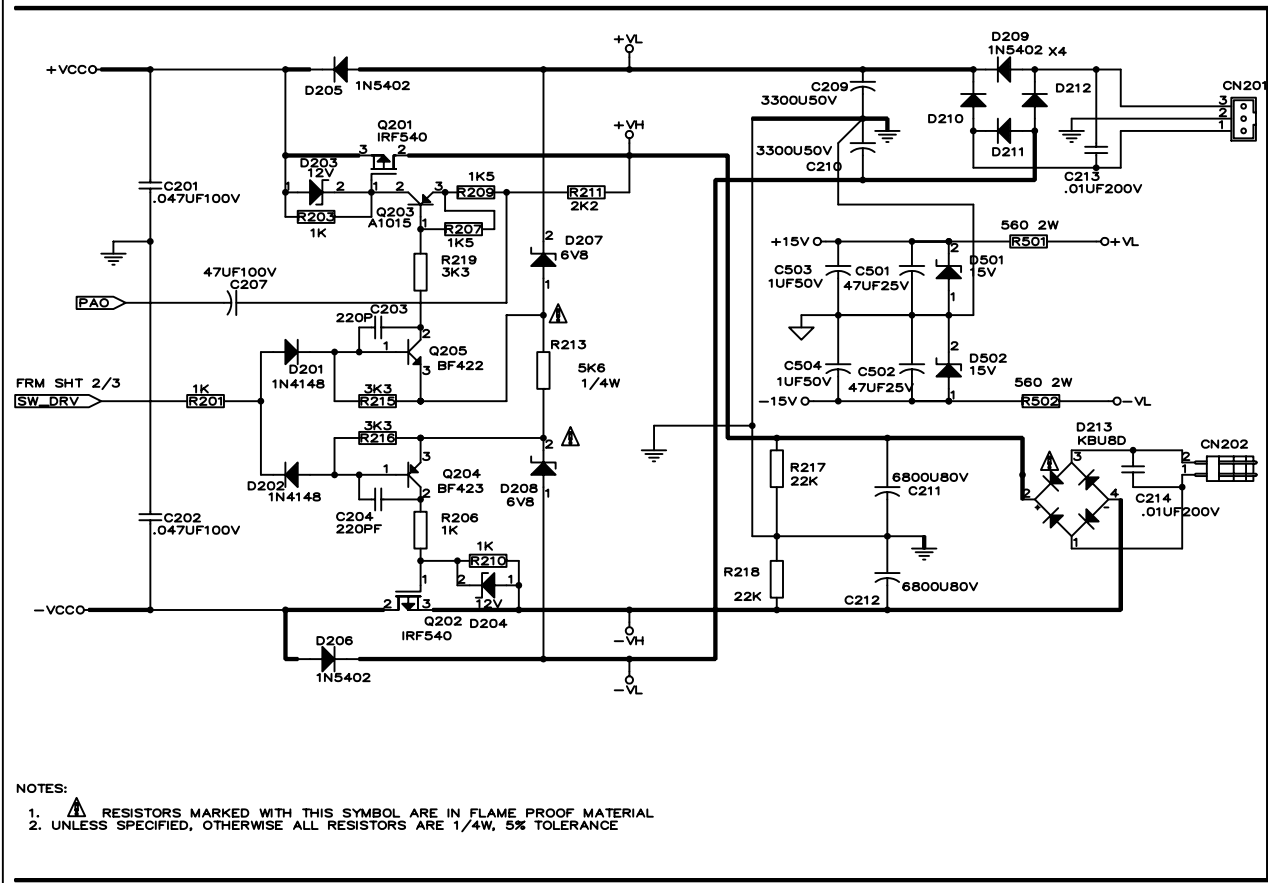 +VL
D209
1N5402 X4
+VCC
D205
1N5402
C209
3300U50V
D210
D212
D211
CN201
3
2
1
C213
.01UF200V
+VH
Q201
IRF540
3
2
D203
12V
1
2
1
2
3
R203
1K
Q203
A1015
1
1K5
R209
R211
2K2
R207
1K5
3300U50V
C210
C201
.047UF100V
R219
3K3
2
D207
6V8
1
47UF100V
C207
PAO
+15V
560 2W
R501
+VL
C503
1UF50V
C501
47UF25V
2
D501
15V
1
C203
220P
2
1
Q205
BF422
3
D201
1N4148
R213
5K6
1/4W
C504
1UF50V
C502
47UF25V
2
D502
15V
1
FRM SHT 2/3
SW_DRV
1K
R201
3K3
R215
-15V
560 2W
R502
-VL
3K3
R216
3
1
Q204
BF423
2
D202
1N4148
2
D208
6V8
1
D213
KBU8D
3
2
4
+
-
1
CN202
2
1
C214
.01UF200V
R217
22K
6800U80V
C211
C204
220PF
R206
1K
C202
.047UF100V
1K
R210
2
1
12V
D204
1
2
3
Q202
IRF540
R218
22K
6800U80V
C212
-VCC
-VH
D206
1N5402
-VL
NOTES:
1. RESISTORS MARKED WITH THIS SYMBOL ARE IN FLAME PROOF MATERIAL
2. UNLESS SPECIFIED, OTHERWISE ALL RESISTORS ARE 1/4W, 5% TOLERANCE